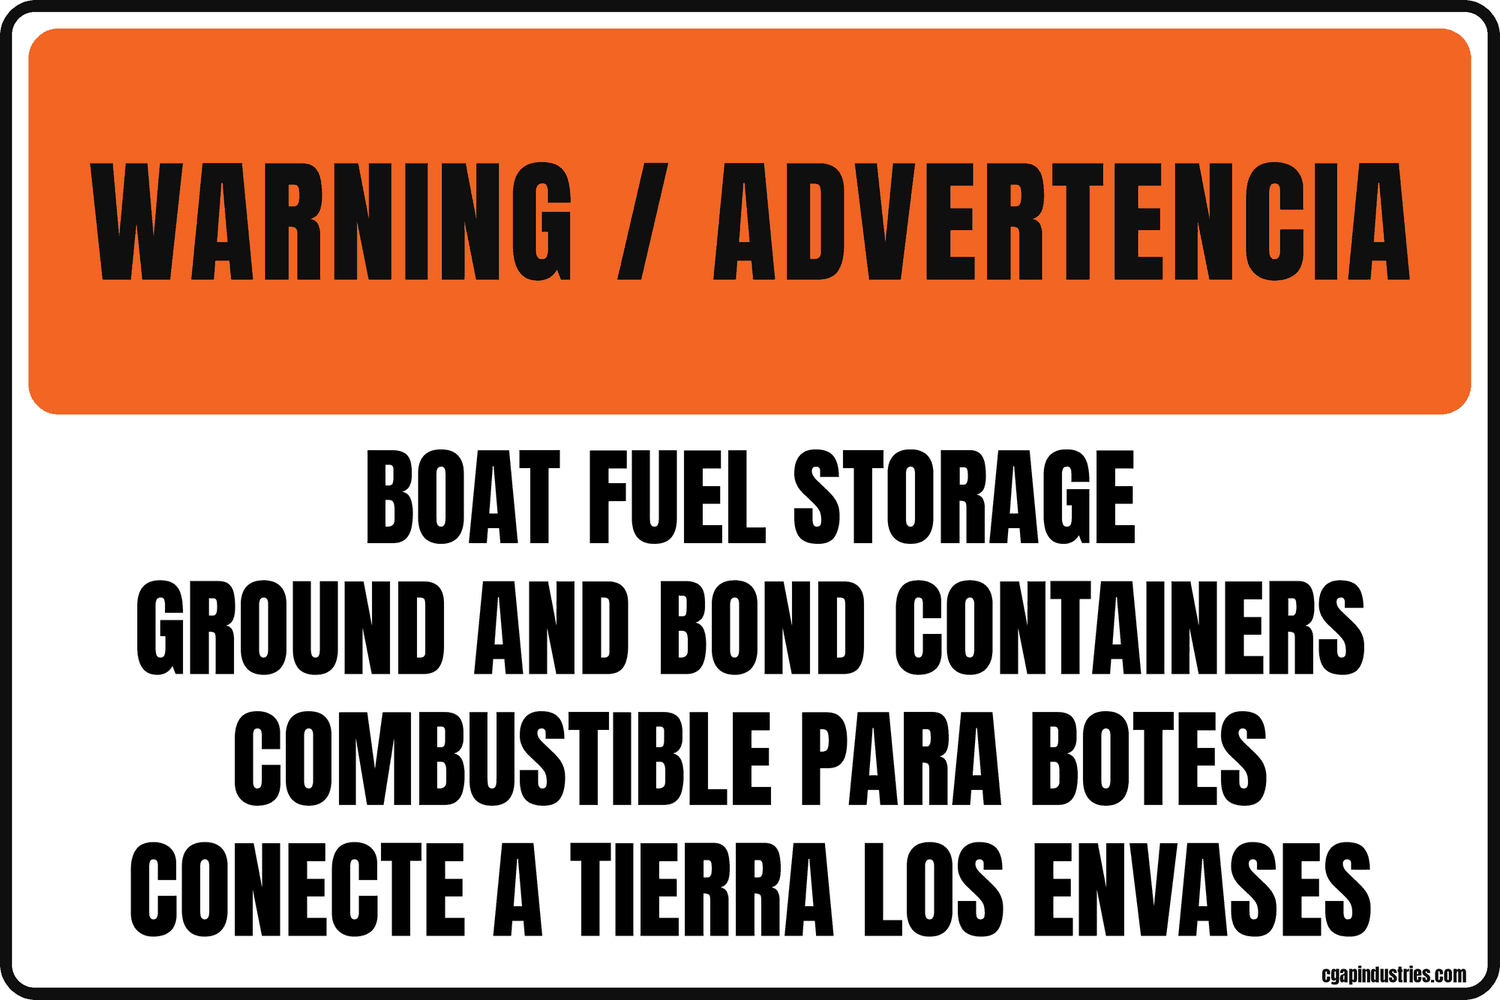 WARNING / ADVERTENCIA
BOAT FUEL STORAGE
GROUND AND BOND CONTAINERS
COMBUSTIBLE PARA BOTES
CONECTE A TIERRA LOS ENVASES
cgapindustries.com